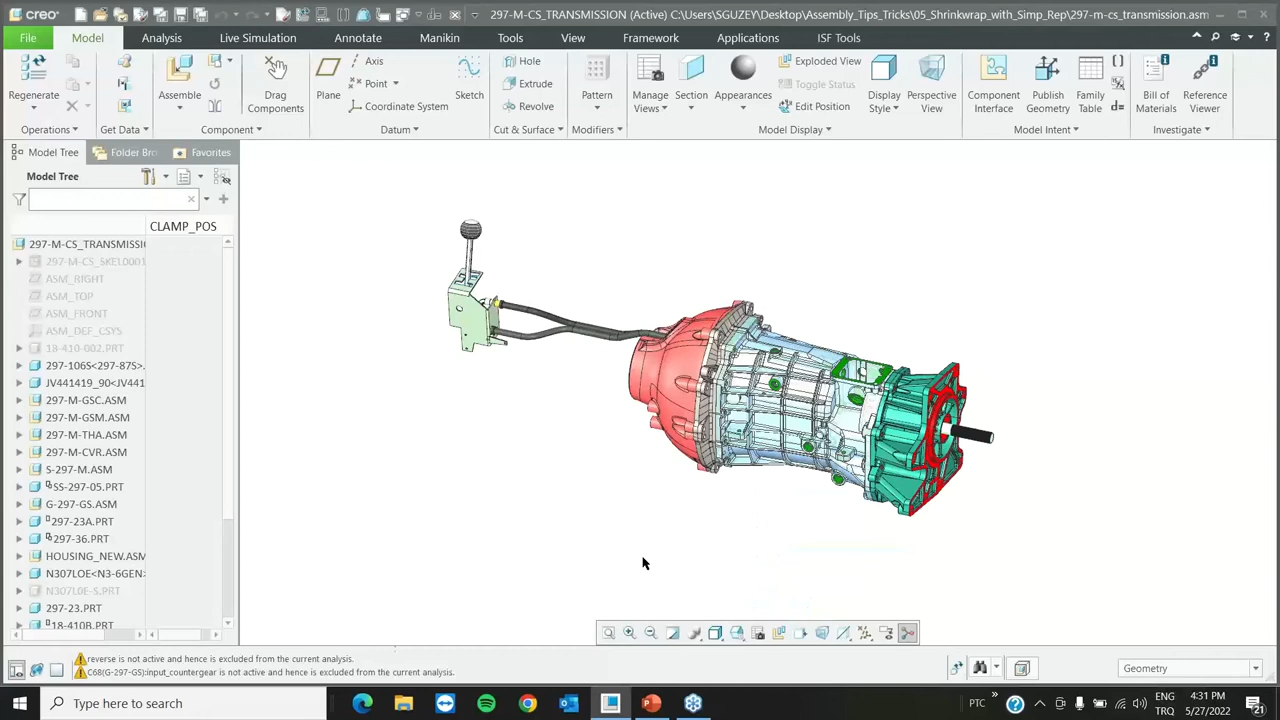 creo 297-M-CS_TRANSMISSION (Active) C:\Users\SGUZEY\Desktop\Assembly_Tips_Tricks\05_Shrinkwrap_with_Simp_Rep\297-m-cs_transmission.asm
File Model Analysis Live Simulation Annotate Manikin Tools View Framework Applications ISF Tools
Regenerate
Assemble
Drag Components
Plane
Axis
Point
Coordinate System
Sketch
Hole
Extrude
Revolve
Pattern
Manage Views
Section
Appearances
Exploded View
Toggle Status
Edit Position
Display Style
Perspective View
Component Interface
Publish Geometry
Family Table
Bill of Materials
Reference Viewer
Operations Get Data Component Datum Cut & Surface Modifiers Model Display Model Intent Investigate
Model Tree Folder Bro Favorites
Model Tree
CLAMP_POS
297-M-CS_TRANSMISSI
297-M-CS_SKEL0001
ASM_RIGHT
ASM_TOP
ASM_FRONT
ASM_DEF_CSYS
18-410-002.PRT
297-106S<297-87S>.
JV441419_90<JV441
297-M-GSC.ASM
297-M-GSM.ASM
297-M-THA.ASM
297-M-CVR.ASM
S-297-M.ASM
SS-297-05.PRT
G-297-GS.ASM
297-23A.PRT
297-36.PRT
HOUSING_NEW.ASM
N307LOE<N3-6GEN>
N307L0E-S.PRT
297-23.PRT
18-410B.PRT
reverse is not active and hence is excluded from the current analysis.
C68(G-297-GS):input_countergear is not active and hence is excluded from the current analysis.
Geometry
Type here to search
PTC
ENG
TRQ
4:31 PM
5/27/2022
21